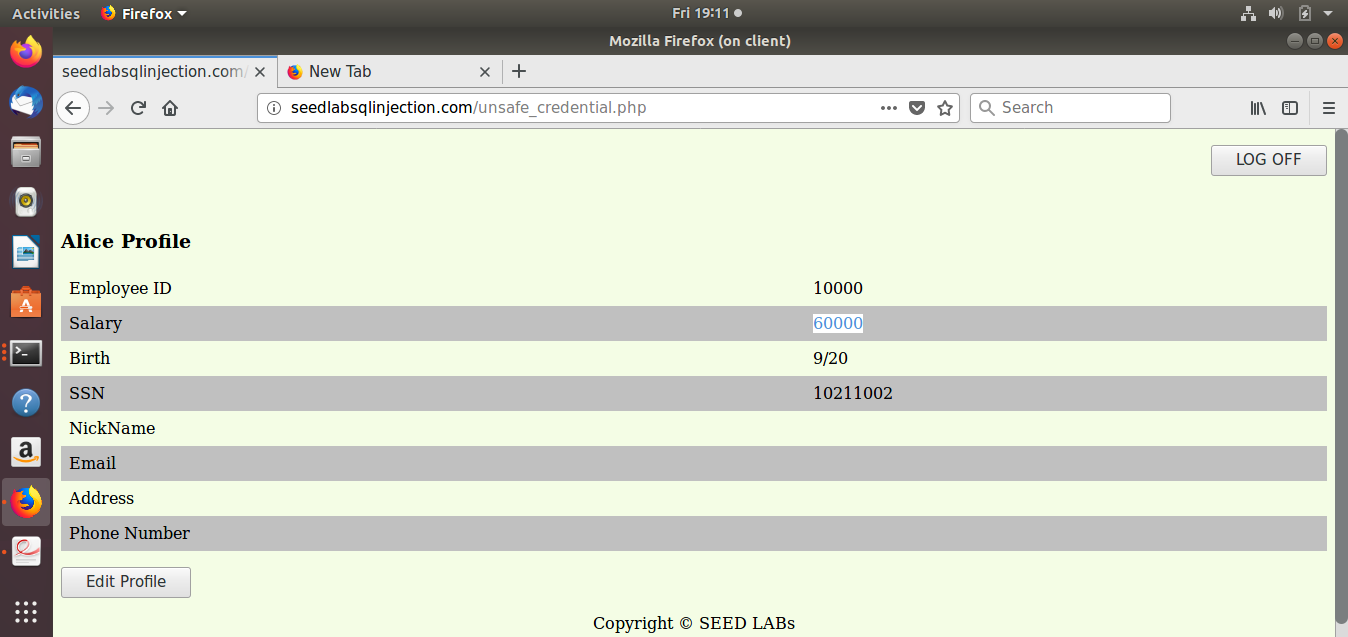 Activities Firefox Fri 19:11
Mozilla Firefox (on client)
seedlabsqlinjection.com/ New Tab
seedlabsqlinjection.com/unsafe_credential.php Search
LOG OFF
Alice Profile
Employee ID 10000
Salary 60000
Birth 9/20
SSN 10211002
NickName
Email
Address
Phone Number
Edit Profile
Copyright © SEED LABs